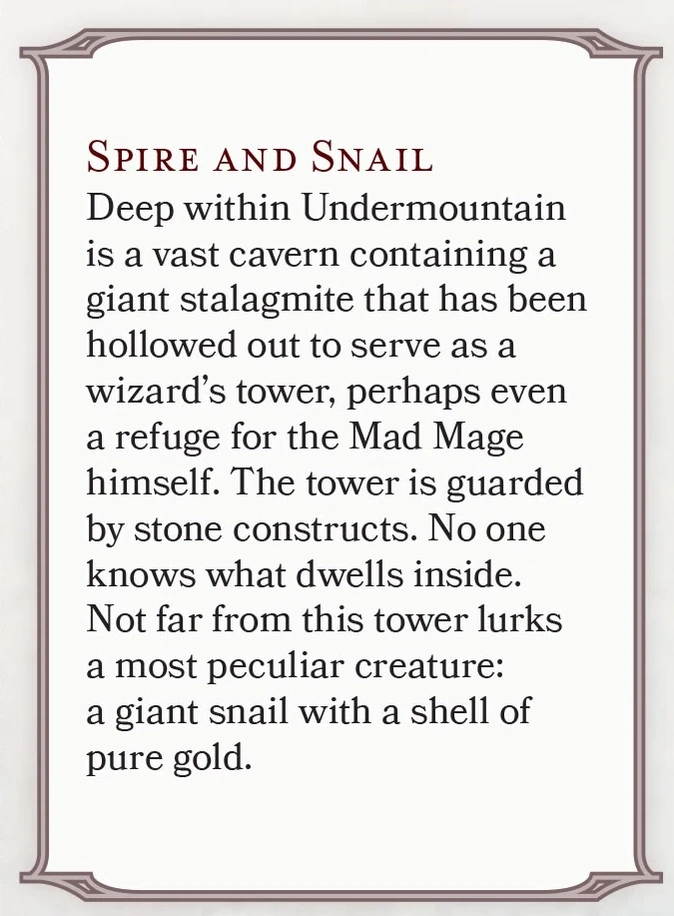 Spire and Snail
Deep within Undermountain
is a vast cavern containing a
giant stalagmite that has been
hollowed out to serve as a
wizard’s tower, perhaps even
a refuge for the Mad Mage
himself. The tower is guarded
by stone constructs. No one
knows what dwells inside.
Not far from this tower lurks
a most peculiar creature:
a giant snail with a shell of
pure gold.